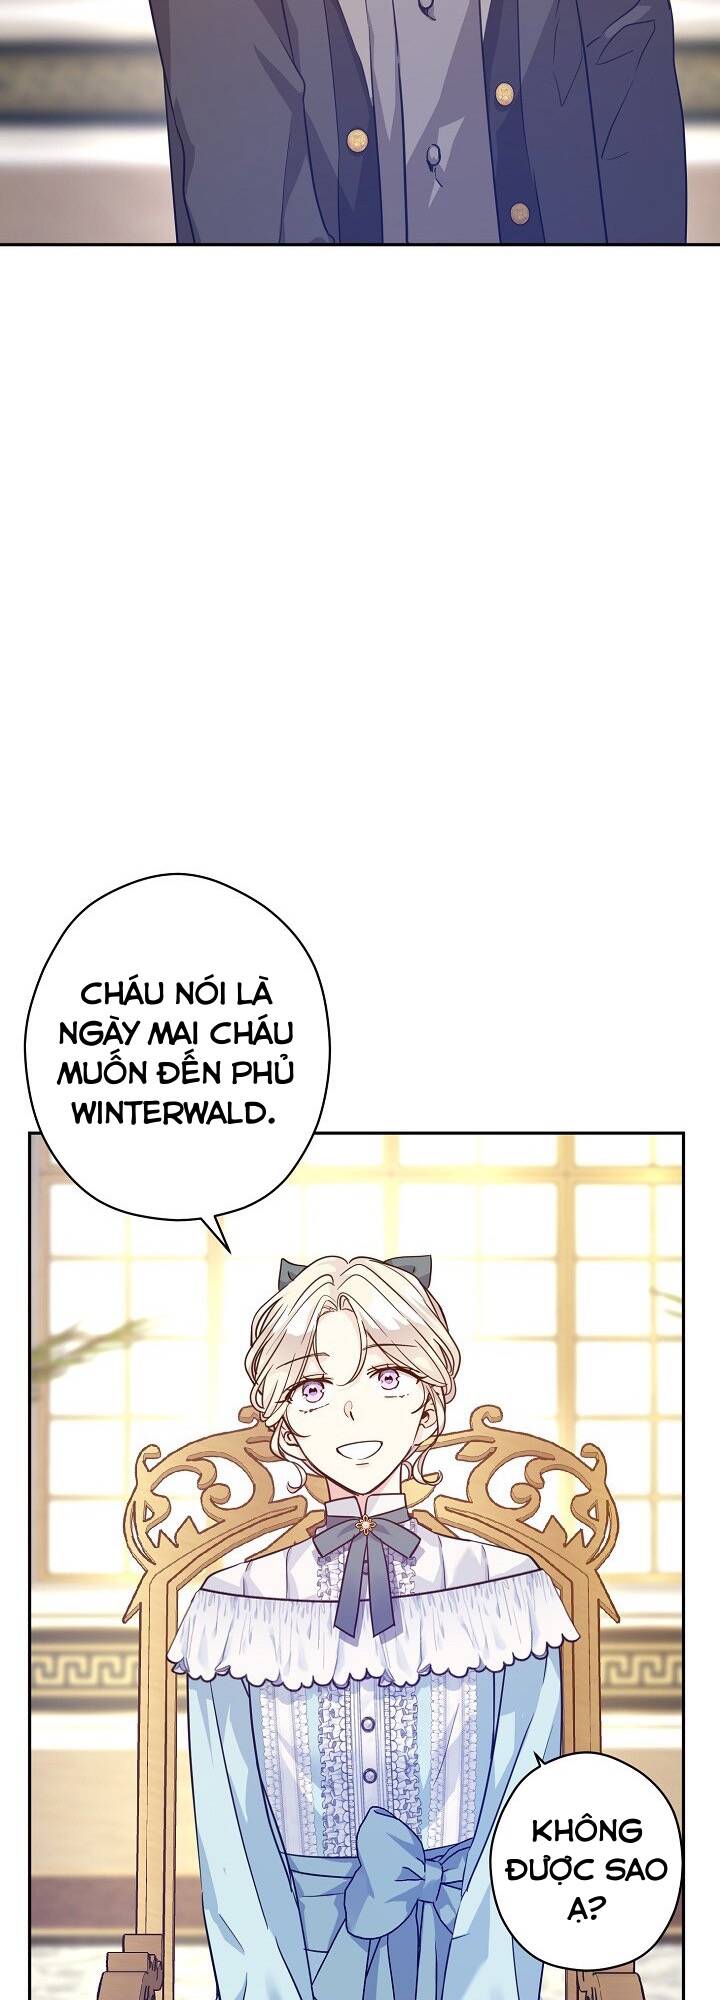 CHÁU NÓI LÀ
NGÀY MAI CHÁU
MUỐN ĐẾN PHỦ
WINTERWALD.
KHÔNG
ĐƯỢC SAO
Ạ?